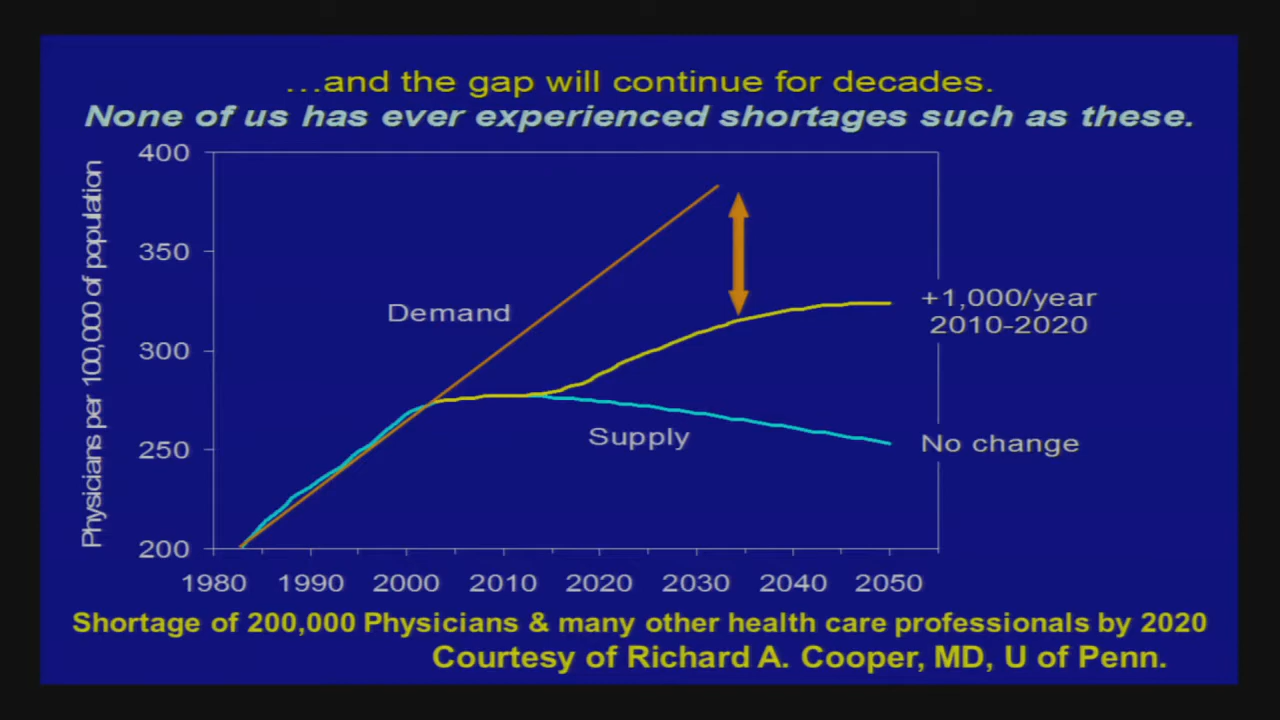 ...and the gap will continue for decades.
None of us has ever experienced shortages such as these.
Physicians per 100,000 of population
400
350
300
250
200
Demand
Supply
+1,000/year
2010-2020
No change
1980 1990 2000 2010 2020 2030 2040 2050
Shortage of 200,000 Physicians & many other health care professionals by 2020
Courtesy of Richard A. Cooper, MD, U of Penn.